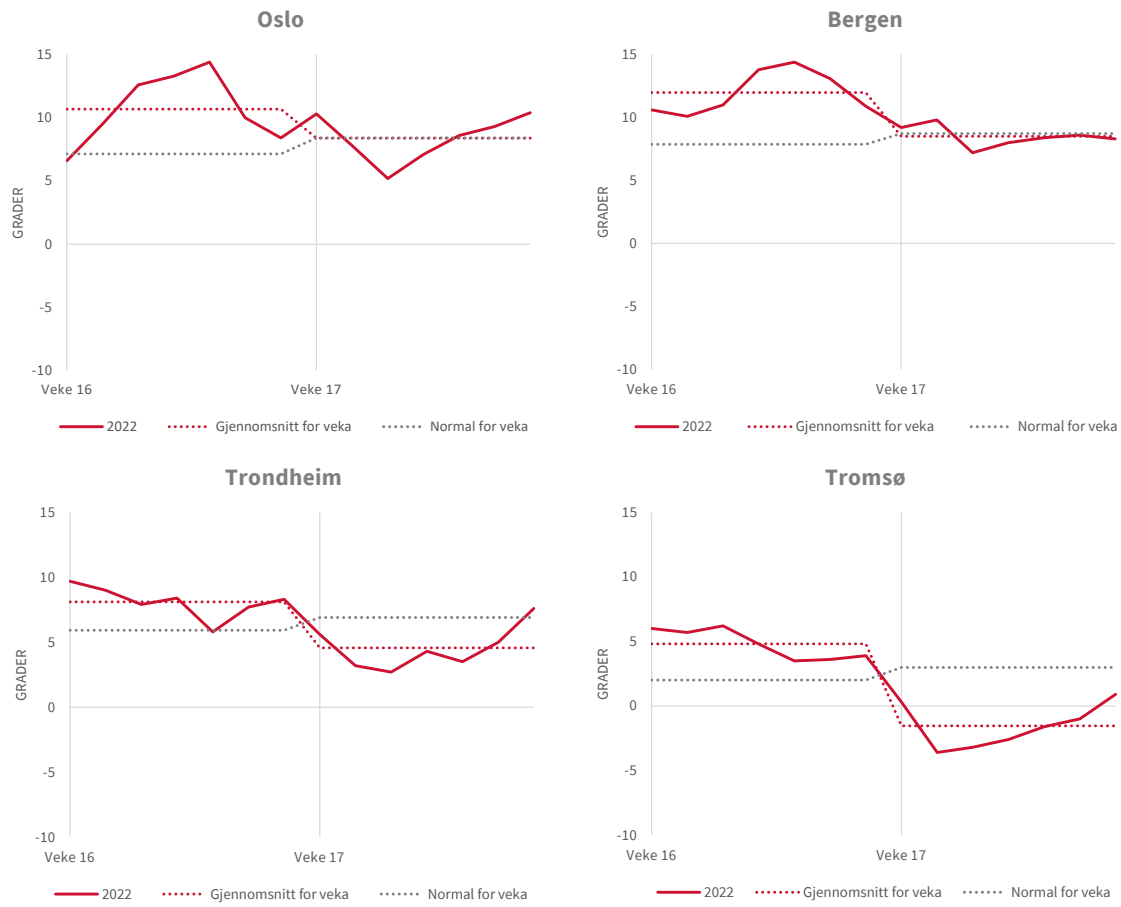 Oslo
15
10
5
0
-5
-10
GRADER
Veke 16
Veke 17
2022
Gjennomsnitt for veka
Normal for veka
Bergen
15
10
5
0
-5
-10
GRADER
Veke 16
Veke 17
2022
Gjennomsnitt for veka
Normal for veka
Trondheim
15
10
5
0
-5
-10
GRADER
Veke 16
Veke 17
2022
Gjennomsnitt for veka
Normal for veka
Tromsø
15
10
5
0
-5
-10
GRADER
Veke 16
Veke 17
2022
Gjennomsnitt for veka
Normal for veka